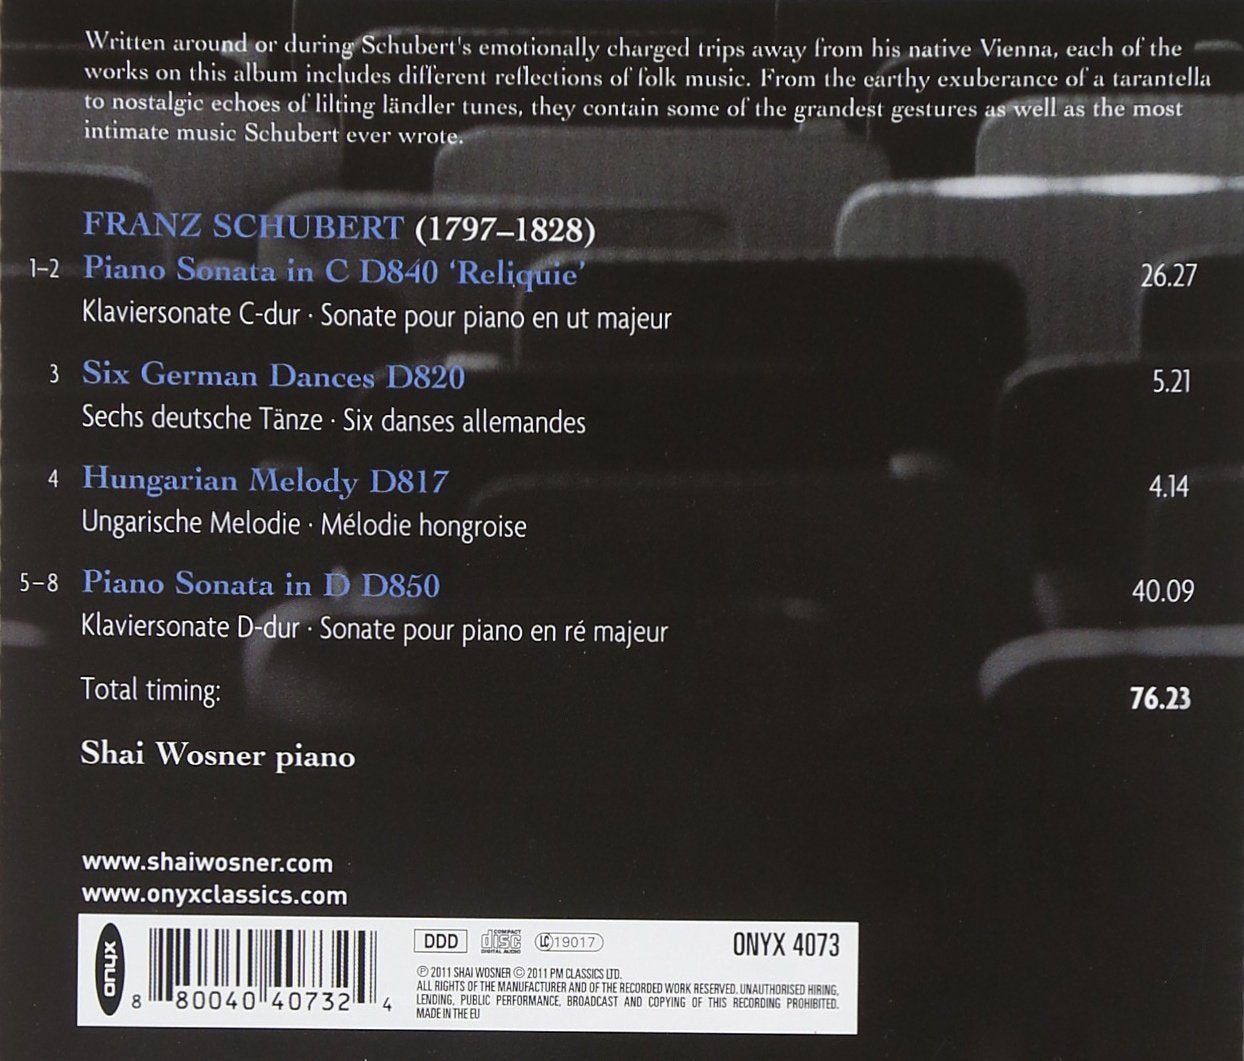 Written around or during Schubert's emotionally charged trips away from his native Vienna, each of the
works on this album includes different reflections of folk music. From the earthy exuberance of a tarantella
to nostalgic echoes of lilting ländler tunes, they contain some of the grandest gestures as well as the most
intimate music Schubert ever wrote.
FRANZ SCHUBERT (1797–1828)
1–2 Piano Sonata in C D840 ‘Reliquie’ 26.27
Klaviersonate C-dur · Sonate pour piano en ut majeur
3 Six German Dances D820 5.21
Sechs deutsche Tänze · Six danses allemandes
4 Hungarian Melody D817 4.14
Ungarische Melodie · Mélodie hongroise
5–8 Piano Sonata in D D850 40.09
Klaviersonate D-dur · Sonate pour piano en ré majeur
Total timing: 76.23
Shai Wosner piano
www.shaiwosner.com
www.onyxclassics.com
onyx
8 80040 40732 4
DDD COMPACT disc DIGITAL AUDIO LC 19017 ONYX 4073
℗ 2011 SHAI WOSNER © 2011 PM CLASSICS LTD.
ALL RIGHTS OF THE MANUFACTURER AND OF THE RECORDED WORK RESERVED. UNAUTHORISED HIRING,
LENDING, PUBLIC PERFORMANCE, BROADCAST AND COPYING OF THIS RECORDING PROHIBITED.
MADE IN THE EU